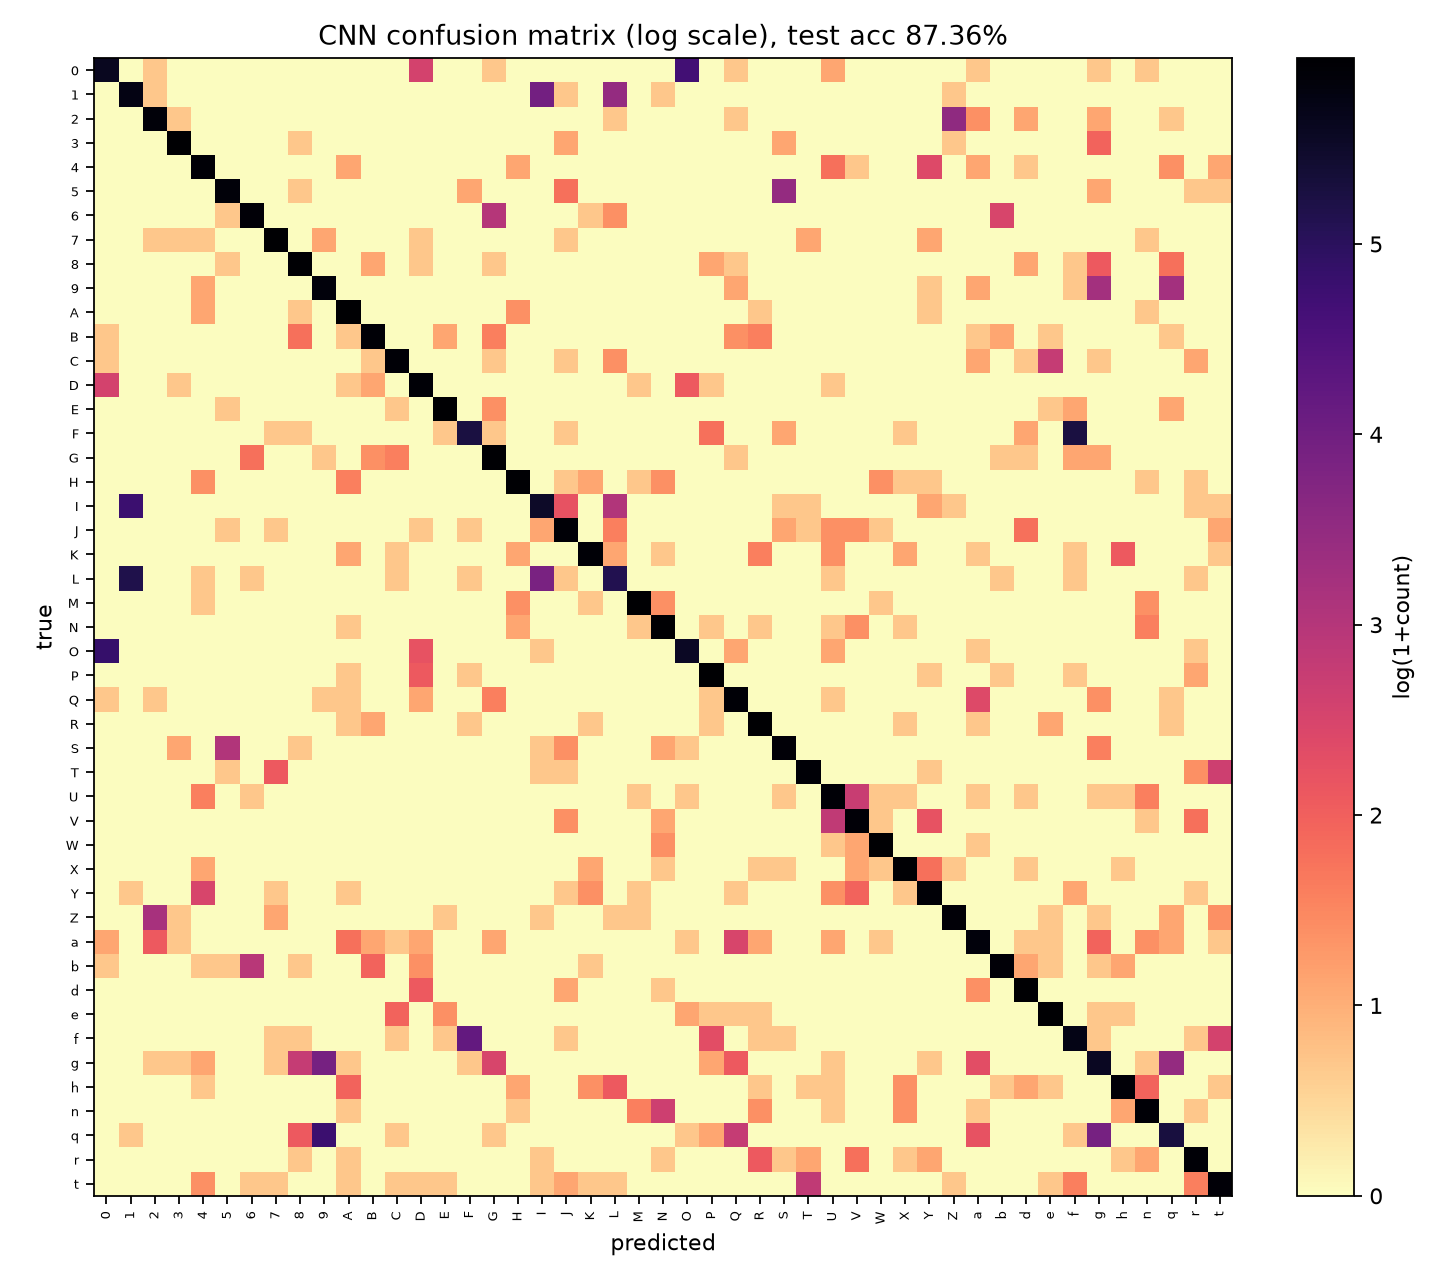 CNN confusion matrix (log scale), test acc 87.36%
0
1
2
3
4
5
6
7
8
9
A
B
C
D
E
F
G
H
I
J
K
L
M
N
O
P
Q
R
S
T
U
V
W
X
Y
Z
a
b
d
e
f
g
h
n
q
r
t
true
0 1 2 3 4 5 6 7 8 9 A B C D E F G H I J K L M N O P Q R S T U V W X Y Z a b d e f g h n q r t
predicted
5
4
3
2
1
0
log(1+count)